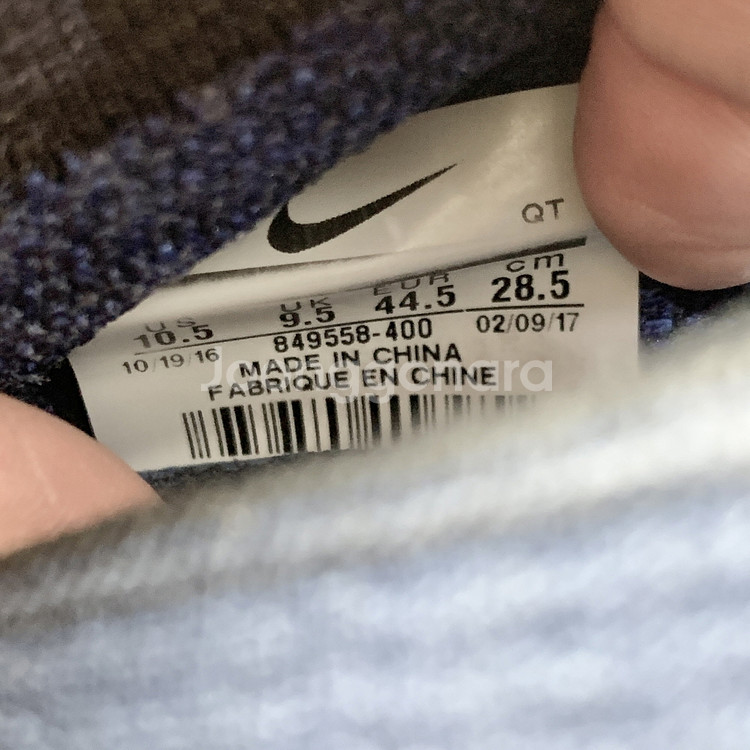 QT
US UK EUR cm
10.5 9.5 44.5 28.5
10/19/16 849558-400 02/09/17
MADE IN CHINA
FABRIQUE EN CHINE